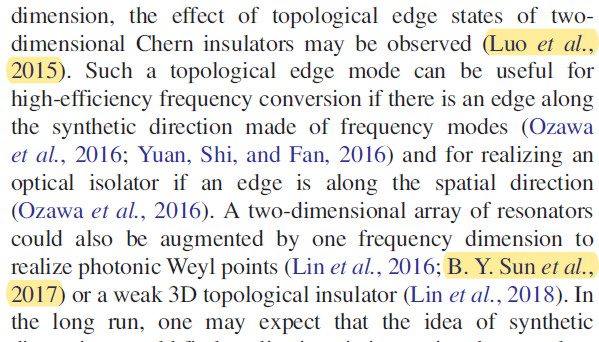 dimension, the effect of topological edge states of two-
dimensional Chern insulators may be observed (Luo et al.,
2015). Such a topological edge mode can be useful for
high-efficiency frequency conversion if there is an edge along
the synthetic direction made of frequency modes (Ozawa
et al., 2016; Yuan, Shi, and Fan, 2016) and for realizing an
optical isolator if an edge is along the spatial direction
(Ozawa et al., 2016). A two-dimensional array of resonators
could also be augmented by one frequency dimension to
realize photonic Weyl points (Lin et al., 2016; B. Y. Sun et al.,
2017) or a weak 3D topological insulator (Lin et al., 2018). In
the long run, one may expect that the idea of synthetic